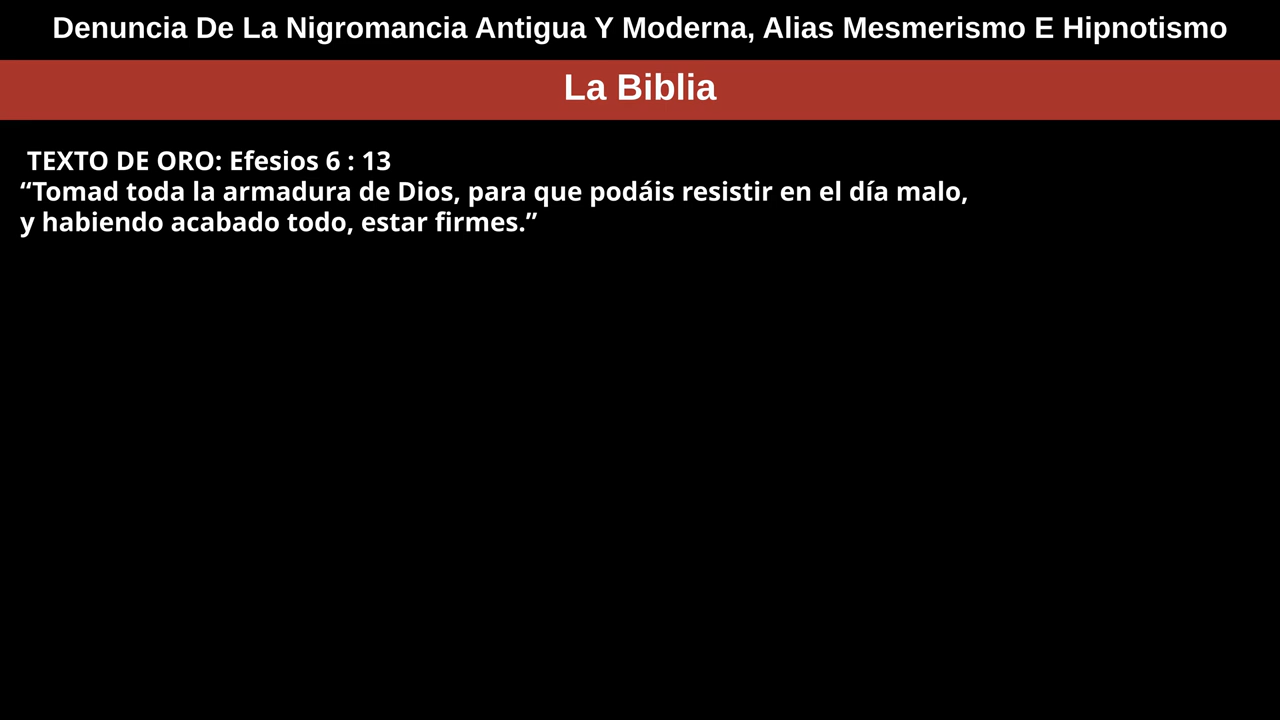 Denuncia De La Nigromancia Antigua Y Moderna, Alias Mesmerismo E Hipnotismo
La Biblia
TEXTO DE ORO: Efesios 6 : 13
“Tomad toda la armadura de Dios, para que podáis resistir en el día malo,
y habiendo acabado todo, estar firmes.”